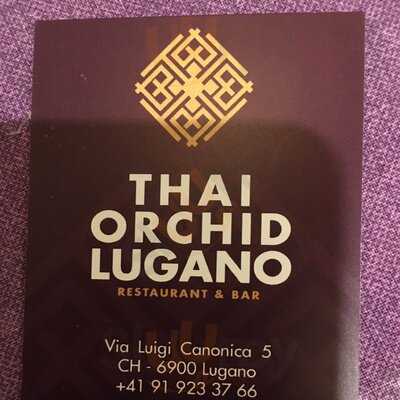 THAI
ORCHID
LUGANO
RESTAURANT & BAR
Via Luigi Canonica 5
CH - 6900 Lugano
+41 91 923 37 66